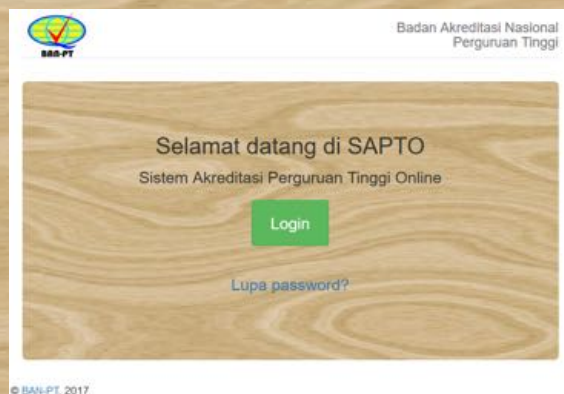 BAN-PT
Badan Akreditasi Nasional
Perguruan Tinggi
Selamat datang di SAPTO
Sistem Akreditasi Perguruan Tinggi Online
Login
Lupa password?
© BAN-PT, 2017